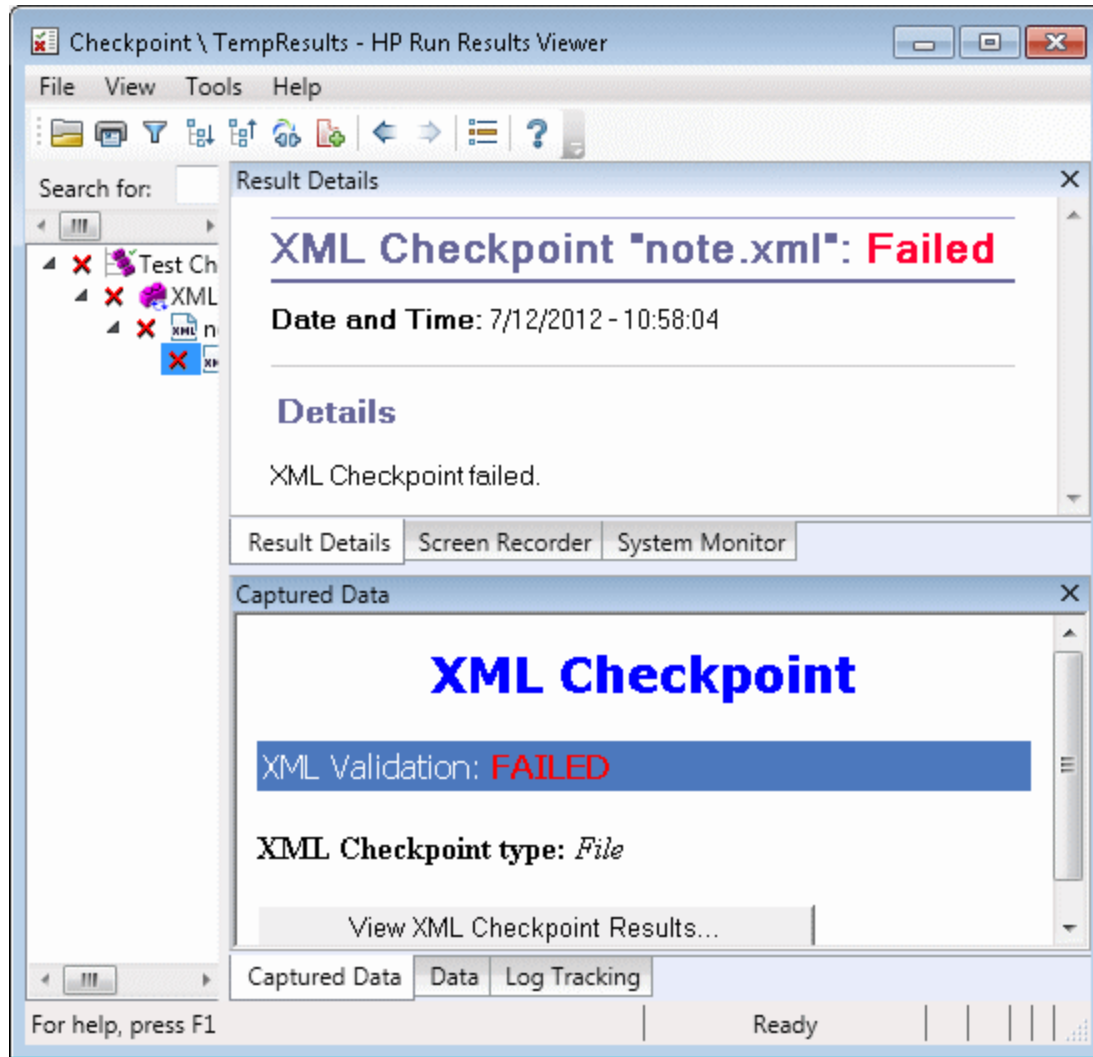 Checkpoint \ TempResults - HP Run Results Viewer
File View Tools Help
Search for:
Test Ch
XML
n
Result Details
XML Checkpoint "note.xml": Failed
Date and Time: 7/12/2012 - 10:58:04
Details
XML Checkpoint failed.
Result Details Screen Recorder System Monitor
Captured Data
XML Checkpoint
XML Validation: FAILED
XML Checkpoint type: File
View XML Checkpoint Results...
Captured Data Data Log Tracking
For help, press F1 Ready